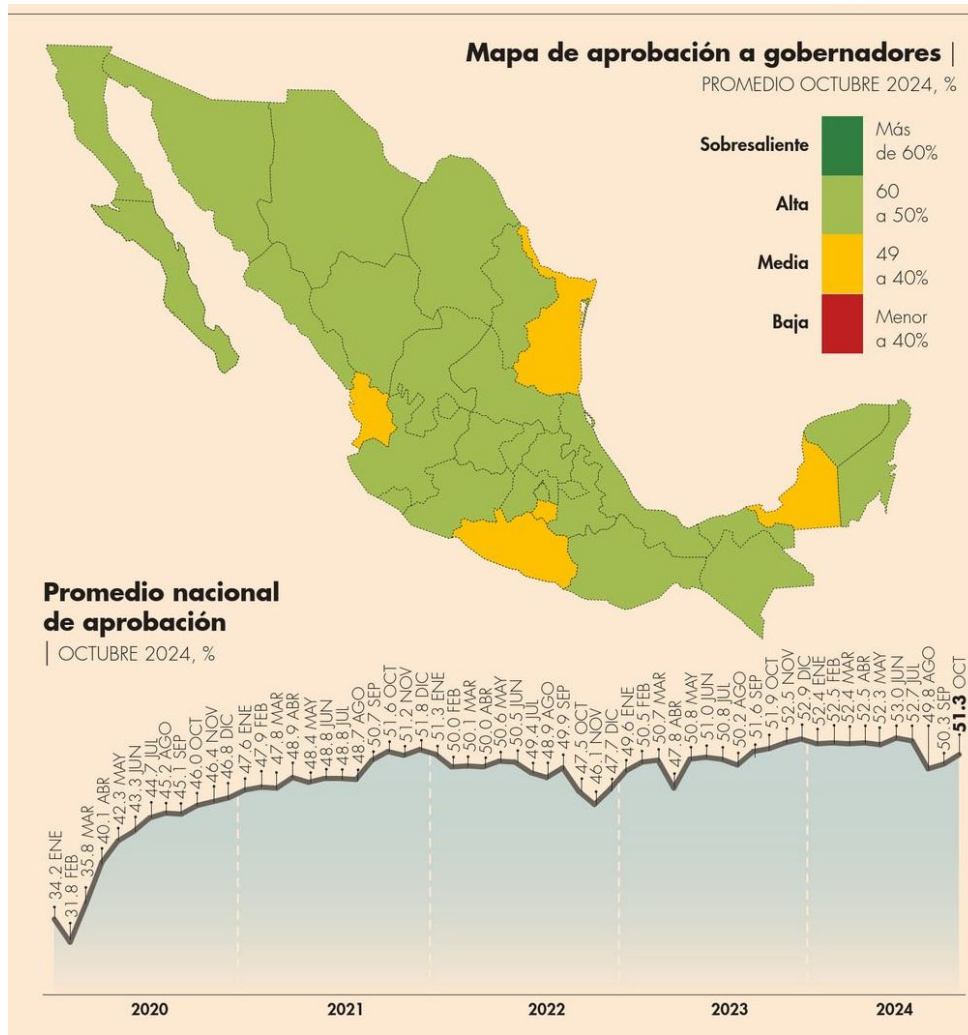 Mapa de aprobación a gobernadores |
PROMEDIO OCTUBRE 2024, %
Sobresaliente
Más
de 60%
Alta
60
a 50%
Media
49
a 40%
Baja
Menor
a 40%
Promedio nacional
de aprobación
| OCTUBRE 2024, %
34.2 ENE
31.8 FEB
35.8 MAR
40.1 ABR
42.3 MAY
43.3 JUN
44.7 JUL
45.2 AGO
45.1 SEP
46.0 OCT
46.4 NOV
46.8 DIC
47.6 ENE
47.9 FEB
47.8 MAR
48.9 ABR
48.4 MAY
48.8 JUN
48.8 JUL
48.7 AGO
50.7 SEP
51.6 OCT
51.2 NOV
51.8 DIC
51.3 ENE
50.0 FEB
50.1 MAR
50.0 ABR
50.6 MAY
50.5 JUN
49.4 JUL
48.9 AGO
49.9 SEP
47.5 OCT
46.1 NOV
47.7 DIC
49.6 ENE
50.5 FEB
50.7 MAR
47.8 ABR
50.8 MAY
51.0 JUN
50.8 JUL
50.2 AGO
51.6 SEP
51.9 OCT
52.5 NOV
52.9 DIC
52.4 ENE
52.5 FEB
52.4 MAR
52.5 ABR
52.3 MAY
53.0 JUN
52.7 JUL
49.8 AGO
50.3 SEP
51.3 OCT
2020
2021
2022
2023
2024